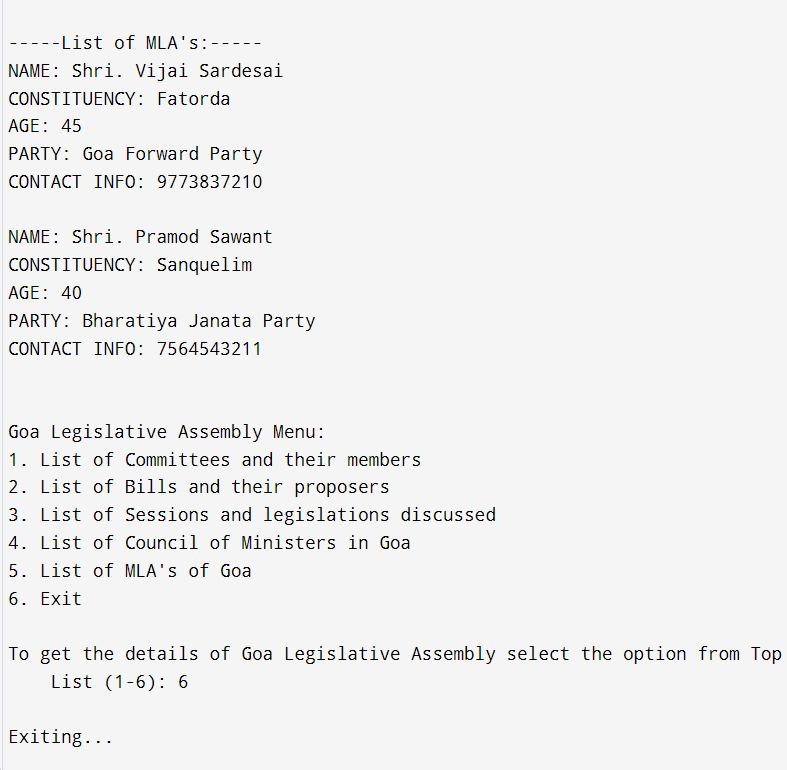 -----List of MLA's:-----
NAME: Shri. Vijai Sardesai
CONSTITUENCY: Fatorda
AGE: 45
PARTY: Goa Forward Party
CONTACT INFO: 9773837210
NAME: Shri. Pramod Sawant
CONSTITUENCY: Sanquelim
AGE: 40
PARTY: Bharatiya Janata Party
CONTACT INFO: 7564543211
Goa Legislative Assembly Menu:
1. List of Committees and their members
2. List of Bills and their proposers
3. List of Sessions and legislations discussed
4. List of Council of Ministers in Goa
5. List of MLA's of Goa
6. Exit
To get the details of Goa Legislative Assembly select the option from Top
List (1-6): 6
Exiting...